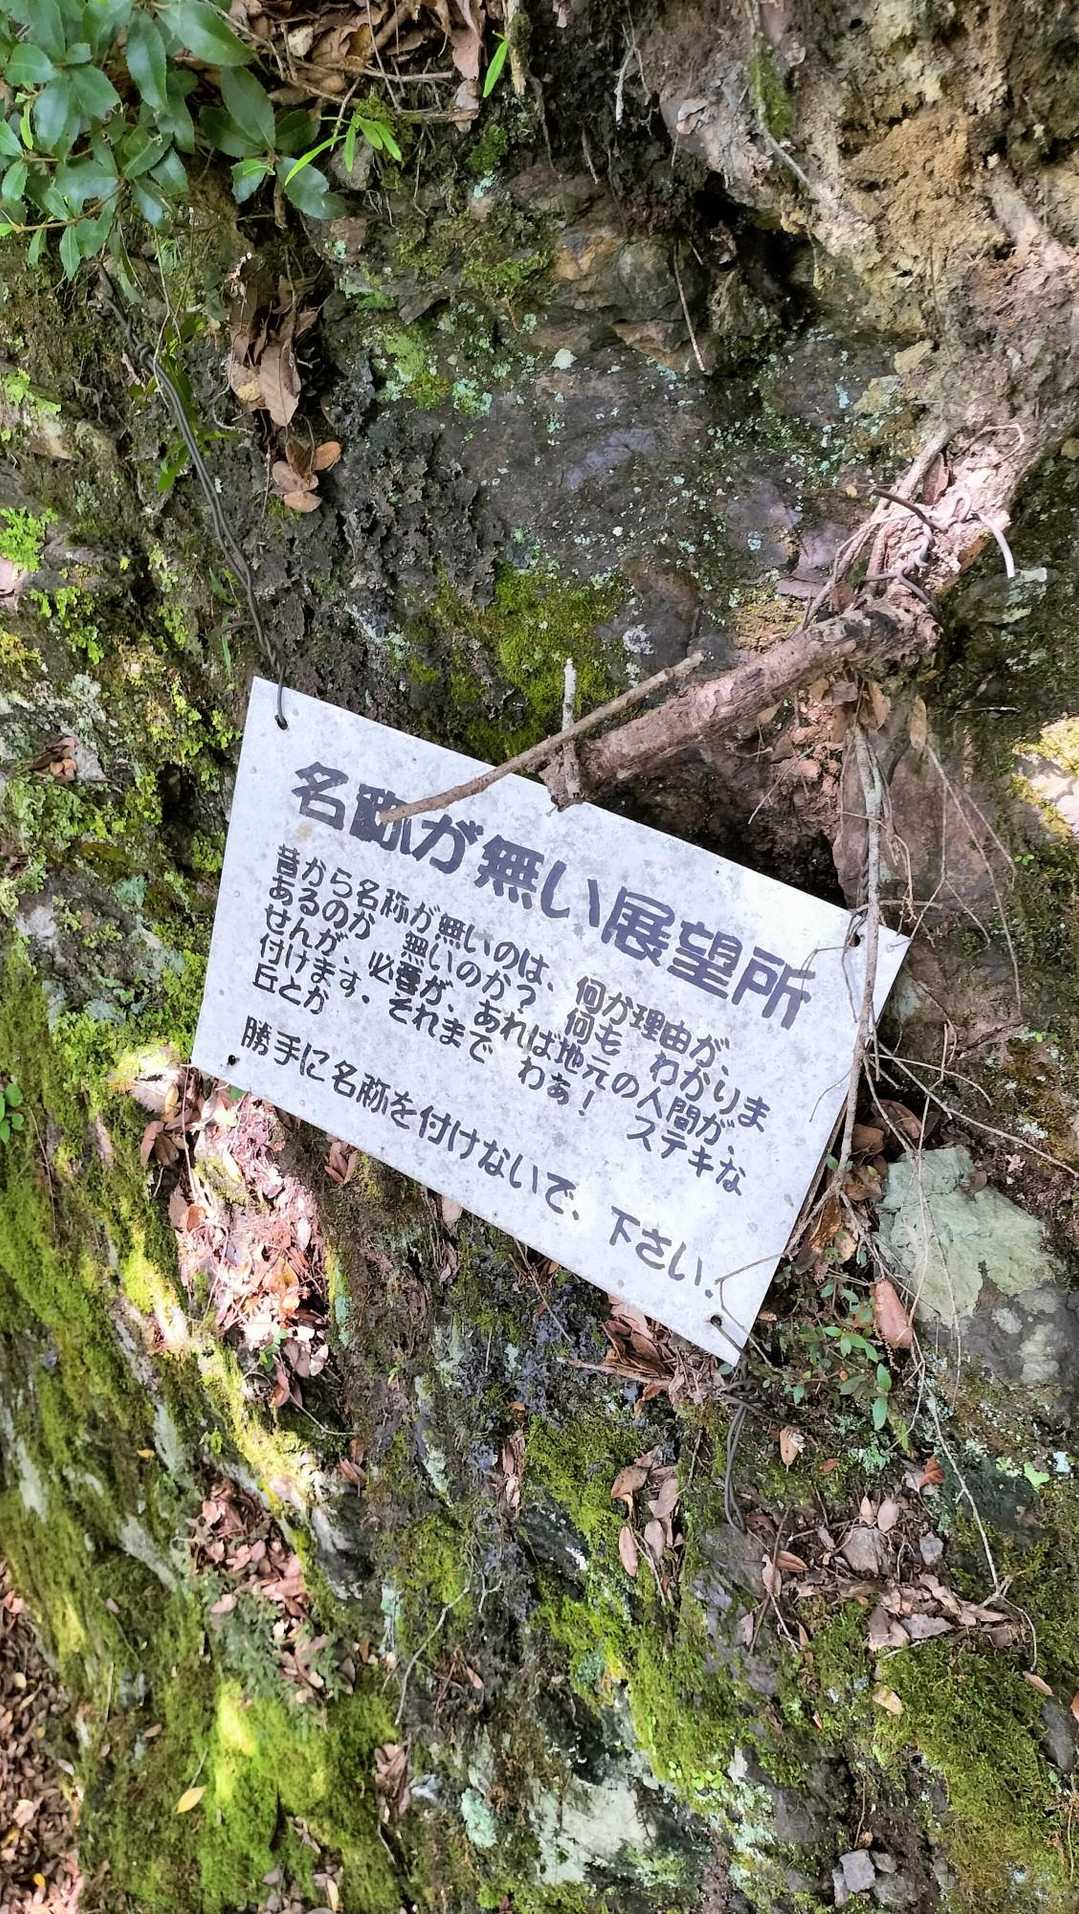 名称が無い展望所
昔から名称が無いのは、何か理由が、
あるのか 無いのか? 何も わかりま
せんが、必要が、あれば地元の人間が、
付けます。それまで わぁ! ステキな
丘とか
勝手に名称を付けないで、下さい。